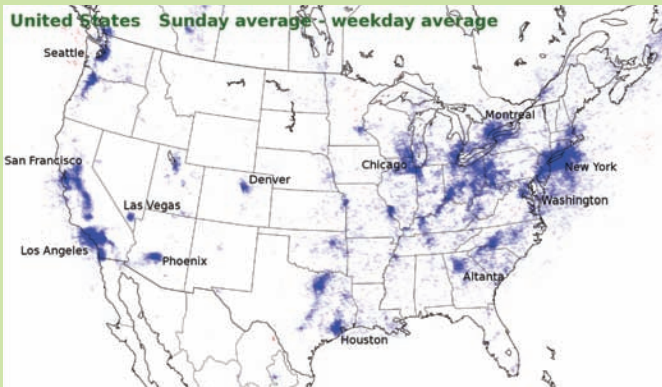 United States Sunday average - weekday average
Seattle
Montreal
San Francisco
Chicago
New York
Denver
Las Vegas
Washington
Los Angeles
Phoenix
Altanta
Houston